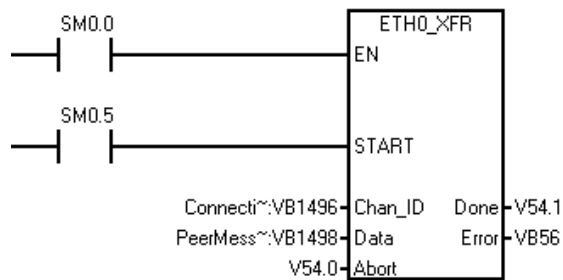 SM0.0
ETH0_XFR
EN
SM0.5
START
Connecti~:VB1496 Chan_ID Done V54.1
PeerMess~:VB1498 Data Error VB56
V54.0 Abort